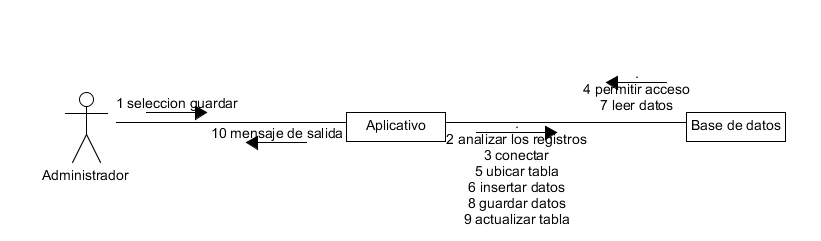 4 permitir acceso
7 leer datos
1 seleccion guardar
Aplicativo
Base de datos
10 mensaje de salida
2 analizar los registros
3 conectar
5 ubicar tabla
6 insertar datos
8 guardar datos
9 actualizar tabla
Administrador